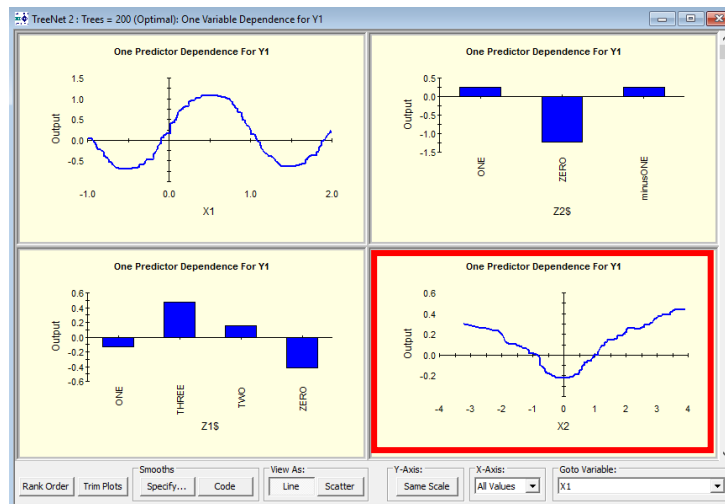 TreeNet 2 : Trees = 200 (Optimal): One Variable Dependence for Y1
One Predictor Dependence For Y1
1.5
1.0
0.5
0.0
-0.5
Output
-1.0 0.0 1.0 2.0
X1
One Predictor Dependence For Y1
0.5
0.0
-0.5
-1.0
-1.5
Output
ONE ZERO minusONE
Z2$
One Predictor Dependence For Y1
0.6
0.4
0.2
0.0
-0.2
-0.4
-0.6
Output
ONE THREE TWO ZERO
Z1$
One Predictor Dependence For Y1
0.6
0.4
0.2
0.0
-0.2
Output
-4 -3 -2 -1 0 1 2 3 4
X2
Smooths View As: Y-Axis: X-Axis: Goto Variable:
Rank Order Trim Plots Specify... Code Line Scatter Same Scale All Values X1